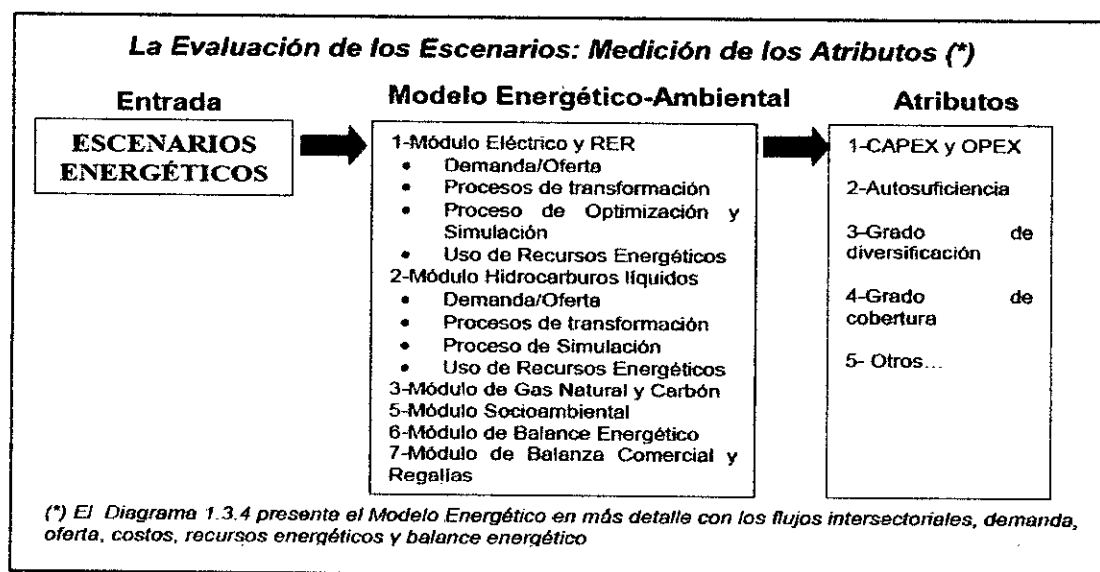 La Evaluación de los Escenarios: Medición de los Atributos (*)
Entrada
ESCENARIOS
ENERGÉTICOS
Modelo Energético-Ambiental
1-Módulo Eléctrico y RER
• Demanda/Oferta
• Procesos de transformación
• Proceso de Optimización y
Simulación
• Uso de Recursos Energéticos
2-Módulo Hidrocarburos líquidos
• Demanda/Oferta
• Procesos de transformación
• Proceso de Simulación
• Uso de Recursos Energéticos
3-Módulo de Gas Natural y Carbón
5-Módulo Socioambiental
6-Módulo de Balance Energético
7-Módulo de Balanza Comercial y
Regalías
Atributos
1-CAPEX y OPEX
2-Autosuficiencia
3-Grado de
diversificación
4-Grado de
cobertura
5- Otros...
(*) El Diagrama 1.3.4 presenta el Modelo Energético en más detalle con los flujos intersectoriales, demanda,
oferta, costos, recursos energéticos y balance energético